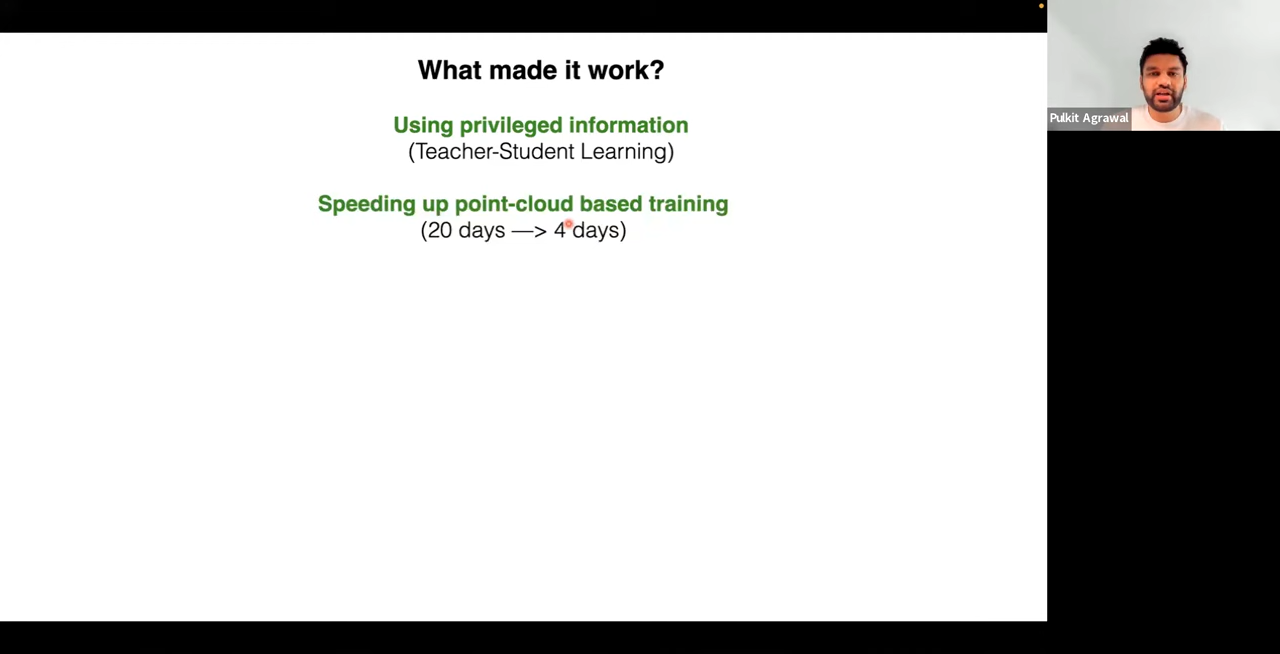 What made it work?
Using privileged information
(Teacher-Student Learning)
Speeding up point-cloud based training
(20 days —> 4 days)
Pulkit Agrawal